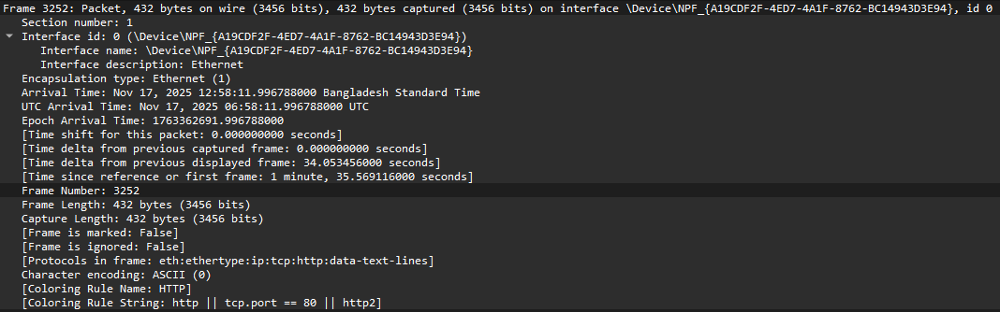 Frame 3252: Packet, 432 bytes on wire (3456 bits), 432 bytes captured (3456 bits) on interface \Device\NPF_{A19CDF2F-4ED7-4A1F-8762-BC14943D3E94}, id 0
Section number: 1
Interface id: 0 (\Device\NPF_{A19CDF2F-4ED7-4A1F-8762-BC14943D3E94})
Interface name: \Device\NPF_{A19CDF2F-4ED7-4A1F-8762-BC14943D3E94}
Interface description: Ethernet
Encapsulation type: Ethernet (1)
Arrival Time: Nov 17, 2025 12:58:11.996788000 Bangladesh Standard Time
UTC Arrival Time: Nov 17, 2025 06:58:11.996788000 UTC
Epoch Arrival Time: 1763362691.996788000
[Time shift for this packet: 0.000000000 seconds]
[Time delta from previous captured frame: 0.000000000 seconds]
[Time delta from previous displayed frame: 34.053456000 seconds]
[Time since reference or first frame: 1 minute, 35.569116000 seconds]
Frame Number: 3252
Frame Length: 432 bytes (3456 bits)
Capture Length: 432 bytes (3456 bits)
[Frame is marked: False]
[Frame is ignored: False]
[Protocols in frame: eth:ethertype:ip:tcp:http:data-text-lines]
Character encoding: ASCII (0)
[Coloring Rule Name: HTTP]
[Coloring Rule String: http || tcp.port == 80 || http2]